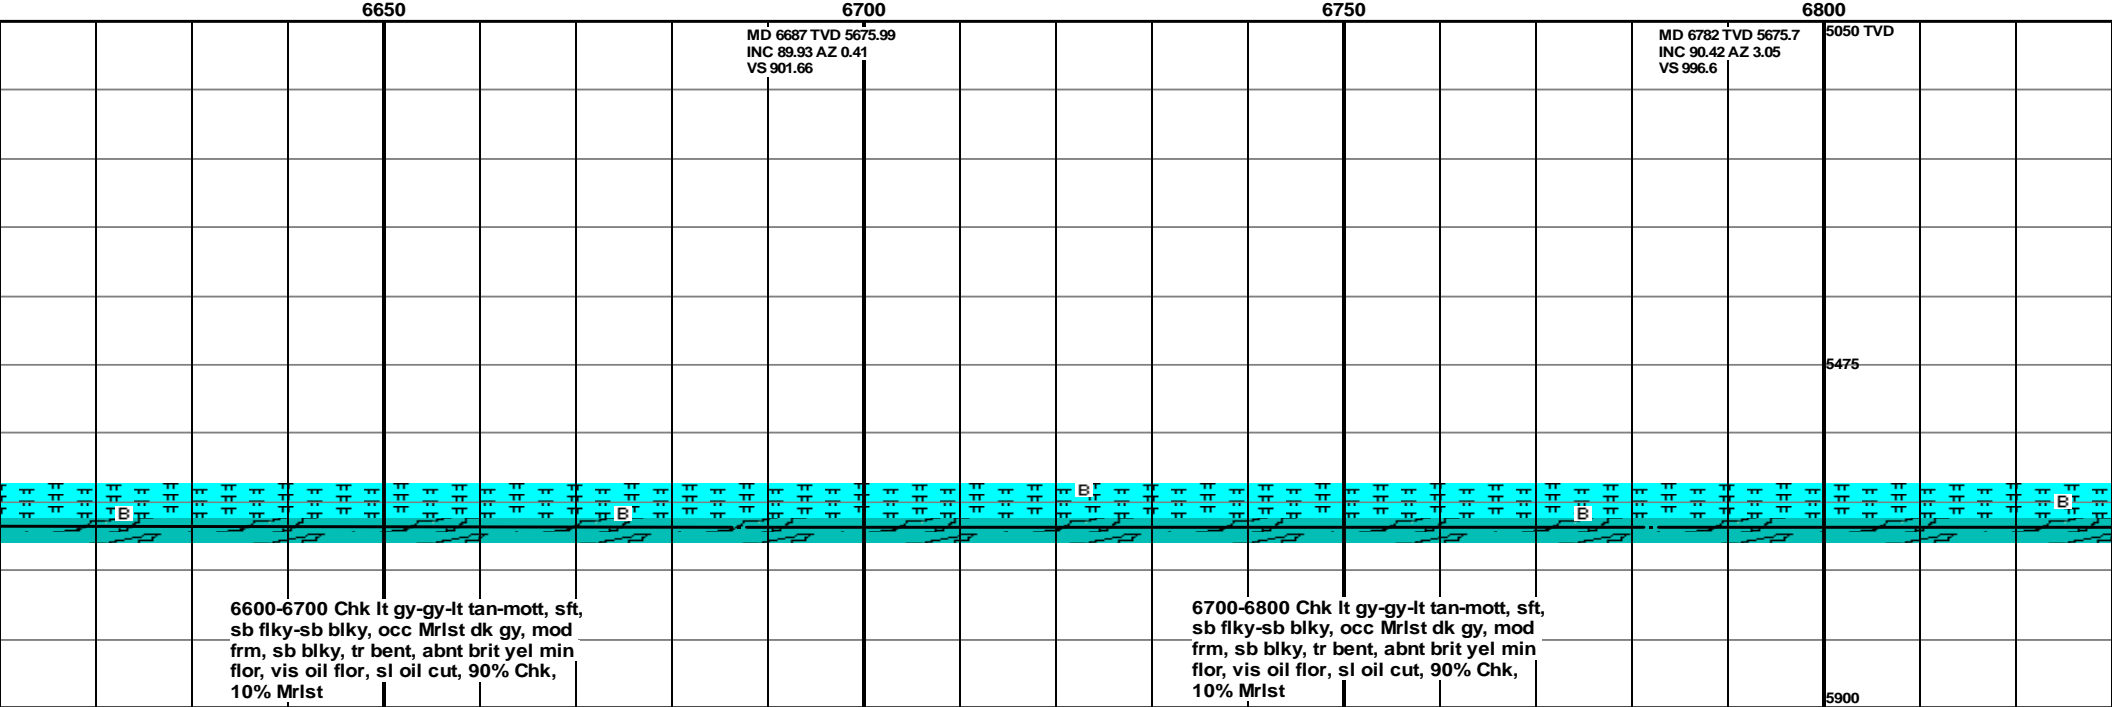 6650 6700 6750 6800
MD 6687 TVD 5675.99
INC 89.93 AZ 0.41
VS 901.66
MD 6782 TVD 5675.7
INC 90.42 AZ 3.05
VS 996.6
5050 TVD
5475
B B B B B
6600-6700 Chk lt gy-gy-lt tan-mott, sft,
sb flky-sb blky, occ Mrlst dk gy, mod
frm, sb blky, tr bent, abnt brit yel min
flor, vis oil flor, sl oil cut, 90% Chk,
10% Mrlst
6700-6800 Chk lt gy-gy-lt tan-mott, sft,
sb flky-sb blky, occ Mrlst dk gy, mod
frm, sb blky, tr bent, abnt brit yel min
flor, vis oil flor, sl oil cut, 90% Chk,
10% Mrlst
5900